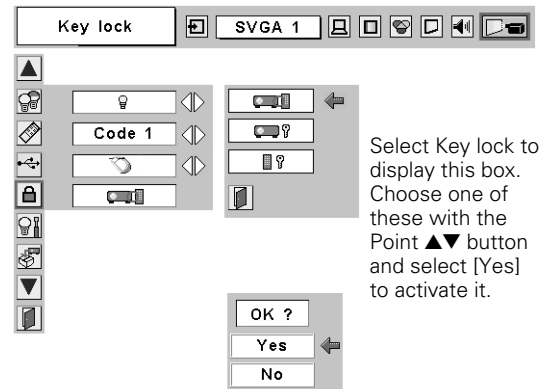 Key lock
SVGA 1
Code 1
Select Key lock to
display this box.
Choose one of
these with the
Point ▲▼ button
and select [Yes]
to activate it.
OK ?
Yes
No